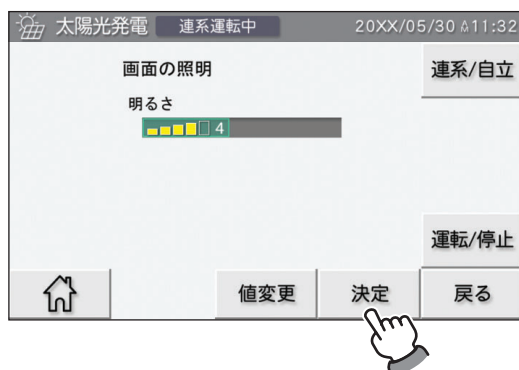 太陽光発電 連系運転中 20XX/05/30 11:32
画面の照明
連系/自立
明るさ
4
運転/停止
値変更 決定 戻る